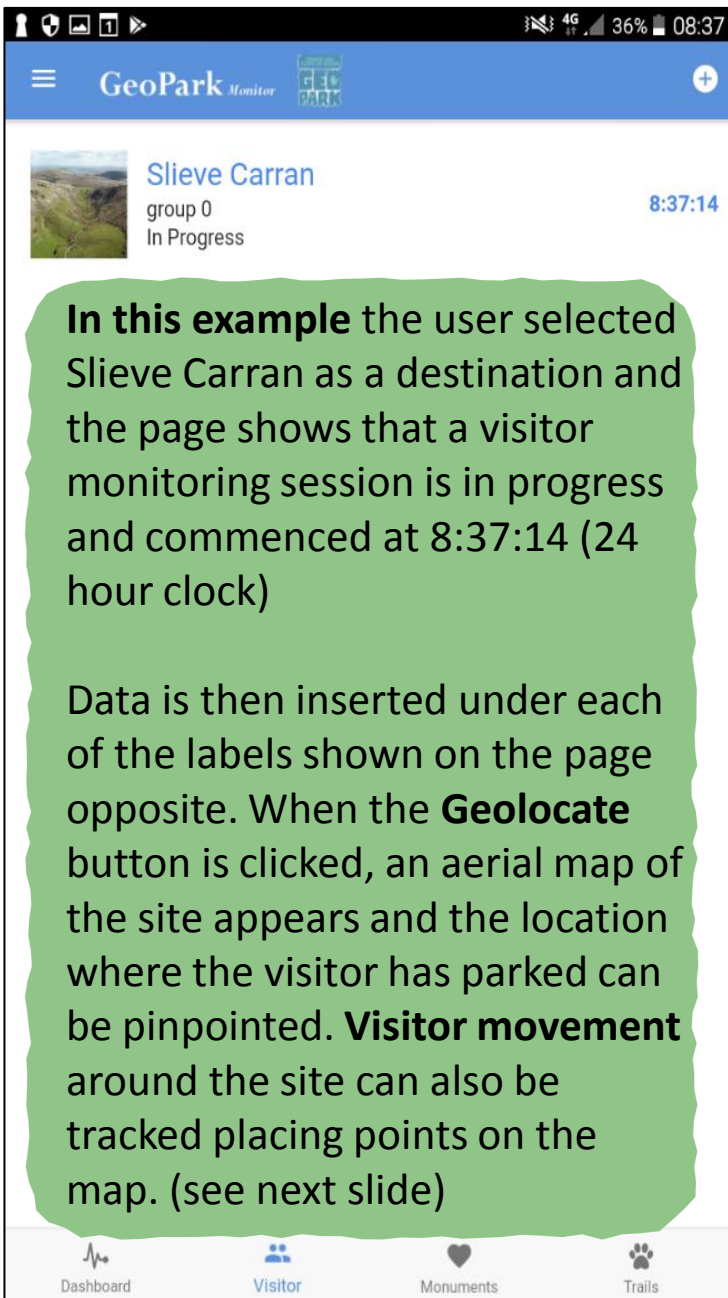 1 4G 36% 08:37
GeoPark Monitor GEO PARK
Slieve Carran
group 0
In Progress
8:37:14
In this example the user selected
Slieve Carran as a destination and
the page shows that a visitor
monitoring session is in progress
and commenced at 8:37:14 (24
hour clock)
Data is then inserted under each
of the labels shown on the page
opposite. When the Geolocate
button is clicked, an aerial map of
the site appears and the location
where the visitor has parked can
be pinpointed. Visitor movement
around the site can also be
tracked placing points on the
map. (see next slide)
Dashboard Visitor Monuments Trails